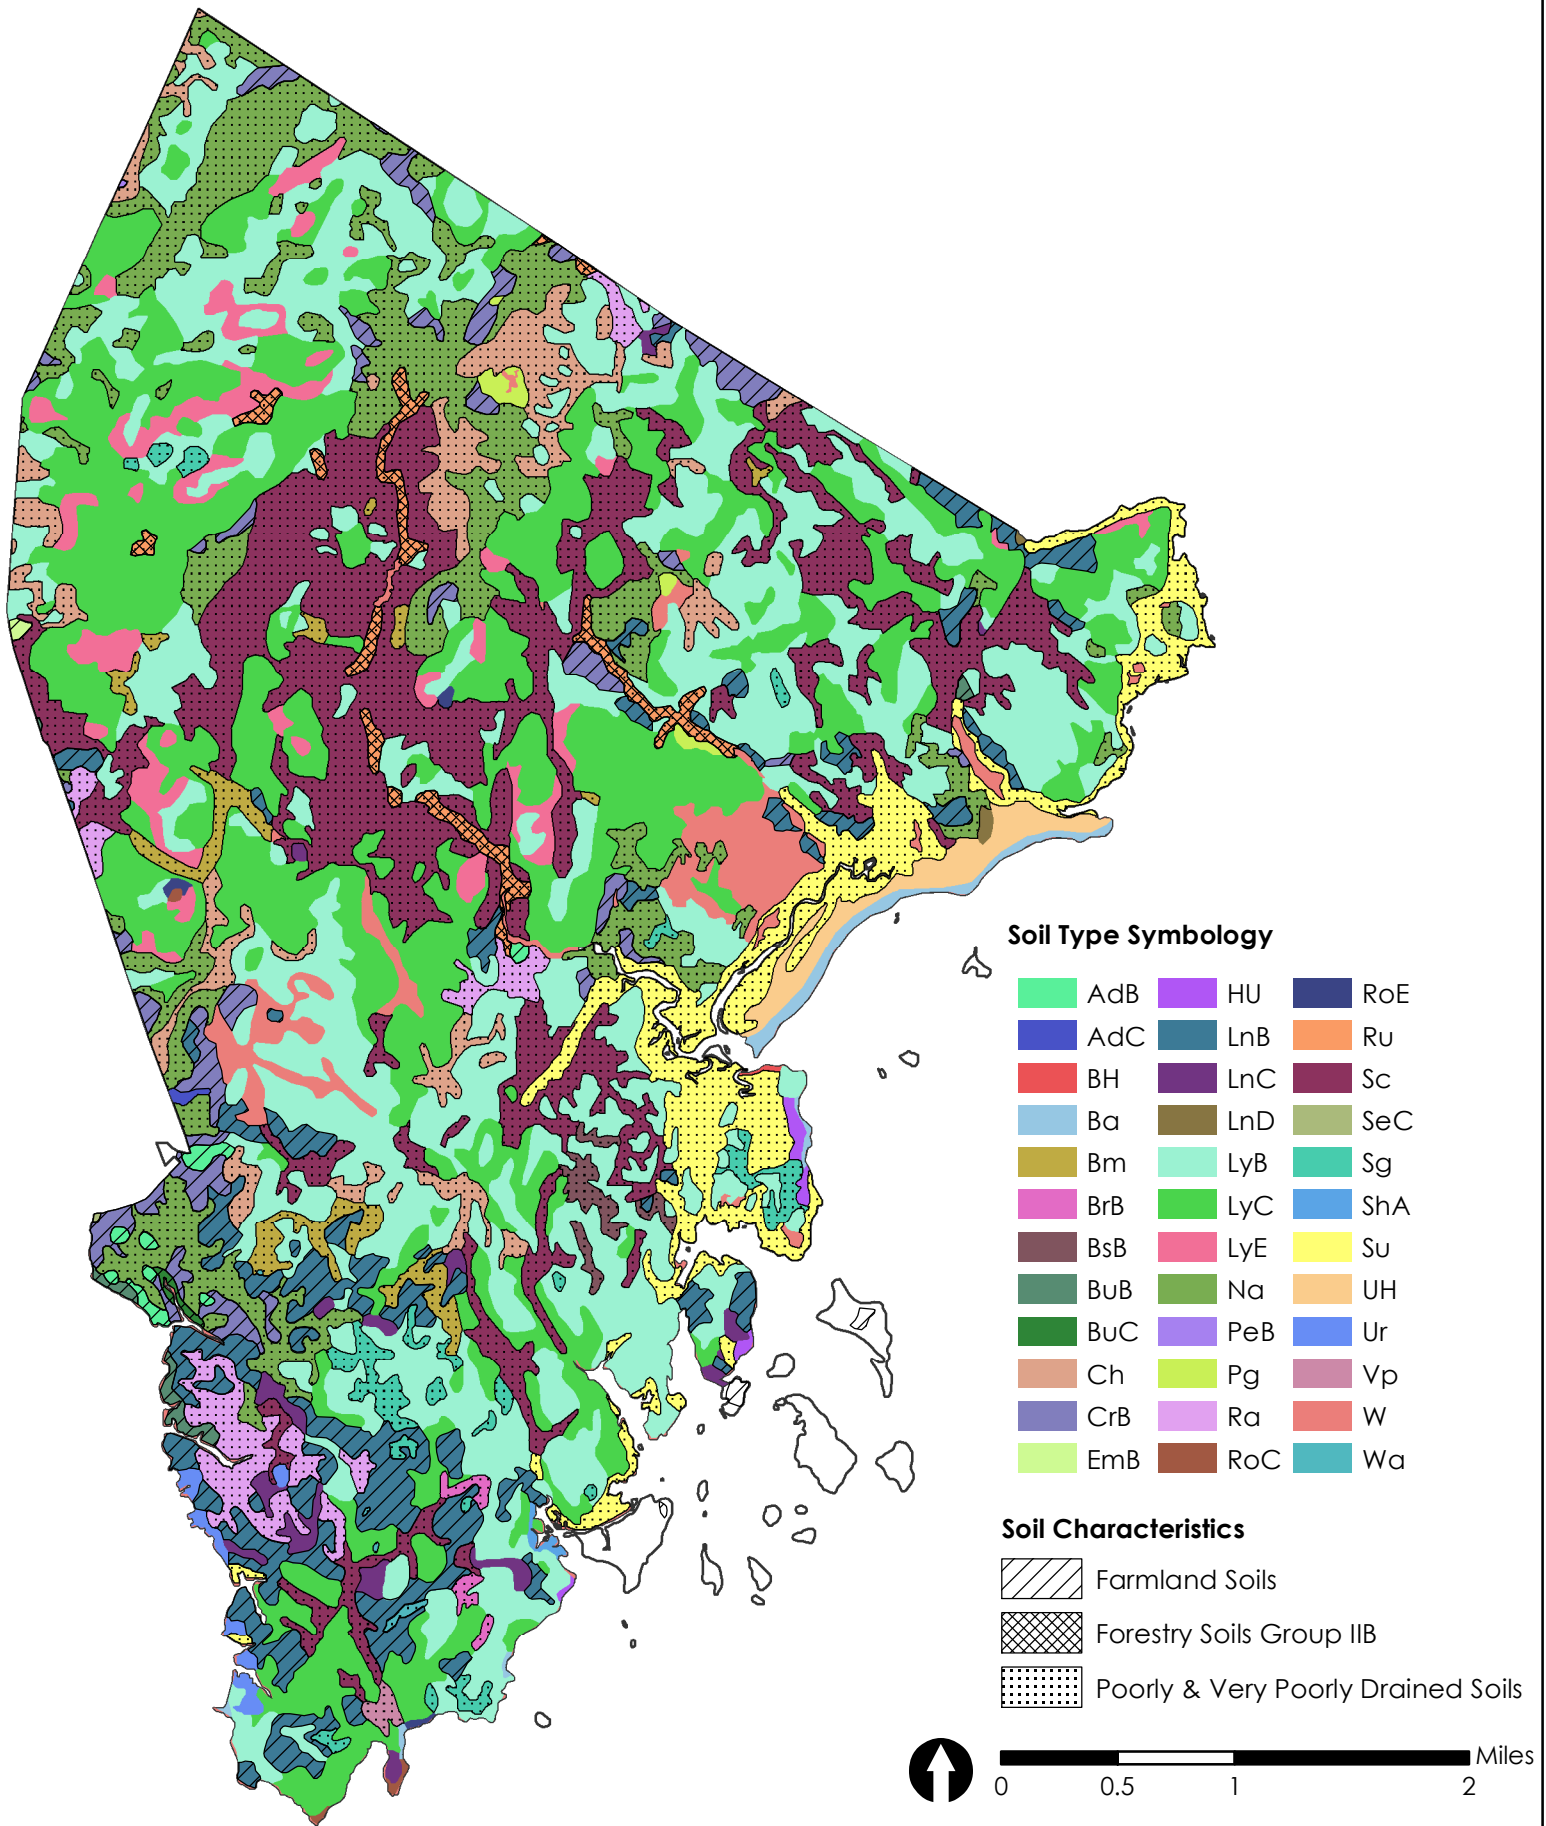 Soil Type Symbology
AdB HU RoE
AdC LnB Ru
BH LnC Sc
Ba LnD SeC
Bm LyB Sg
BrB LyC ShA
BsB LyE Su
BuB Na UH
BuC PeB Ur
Ch Pg Vp
CrB Ra W
EmB RoC Wa
Soil Characteristics
Farmland Soils
Forestry Soils Group IIB
Poorly & Very Poorly Drained Soils
Miles
0 0.5 1 2